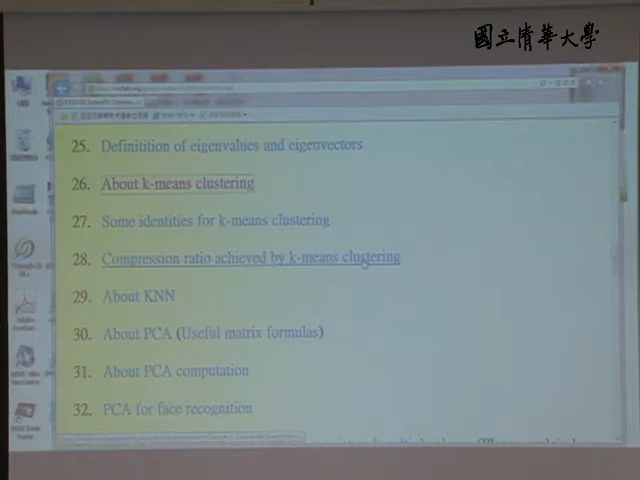 國立清華大學
25. Definitition of eigenvalues and eigenvectors
26. About k-means clustering
27. Some identities for k-means clustering
28. Compression ratio achieved by k-means clustering
29. About KNN
30. About PCA (Useful matrix formulas)
31. About PCA computation
32. PCA for face recognition